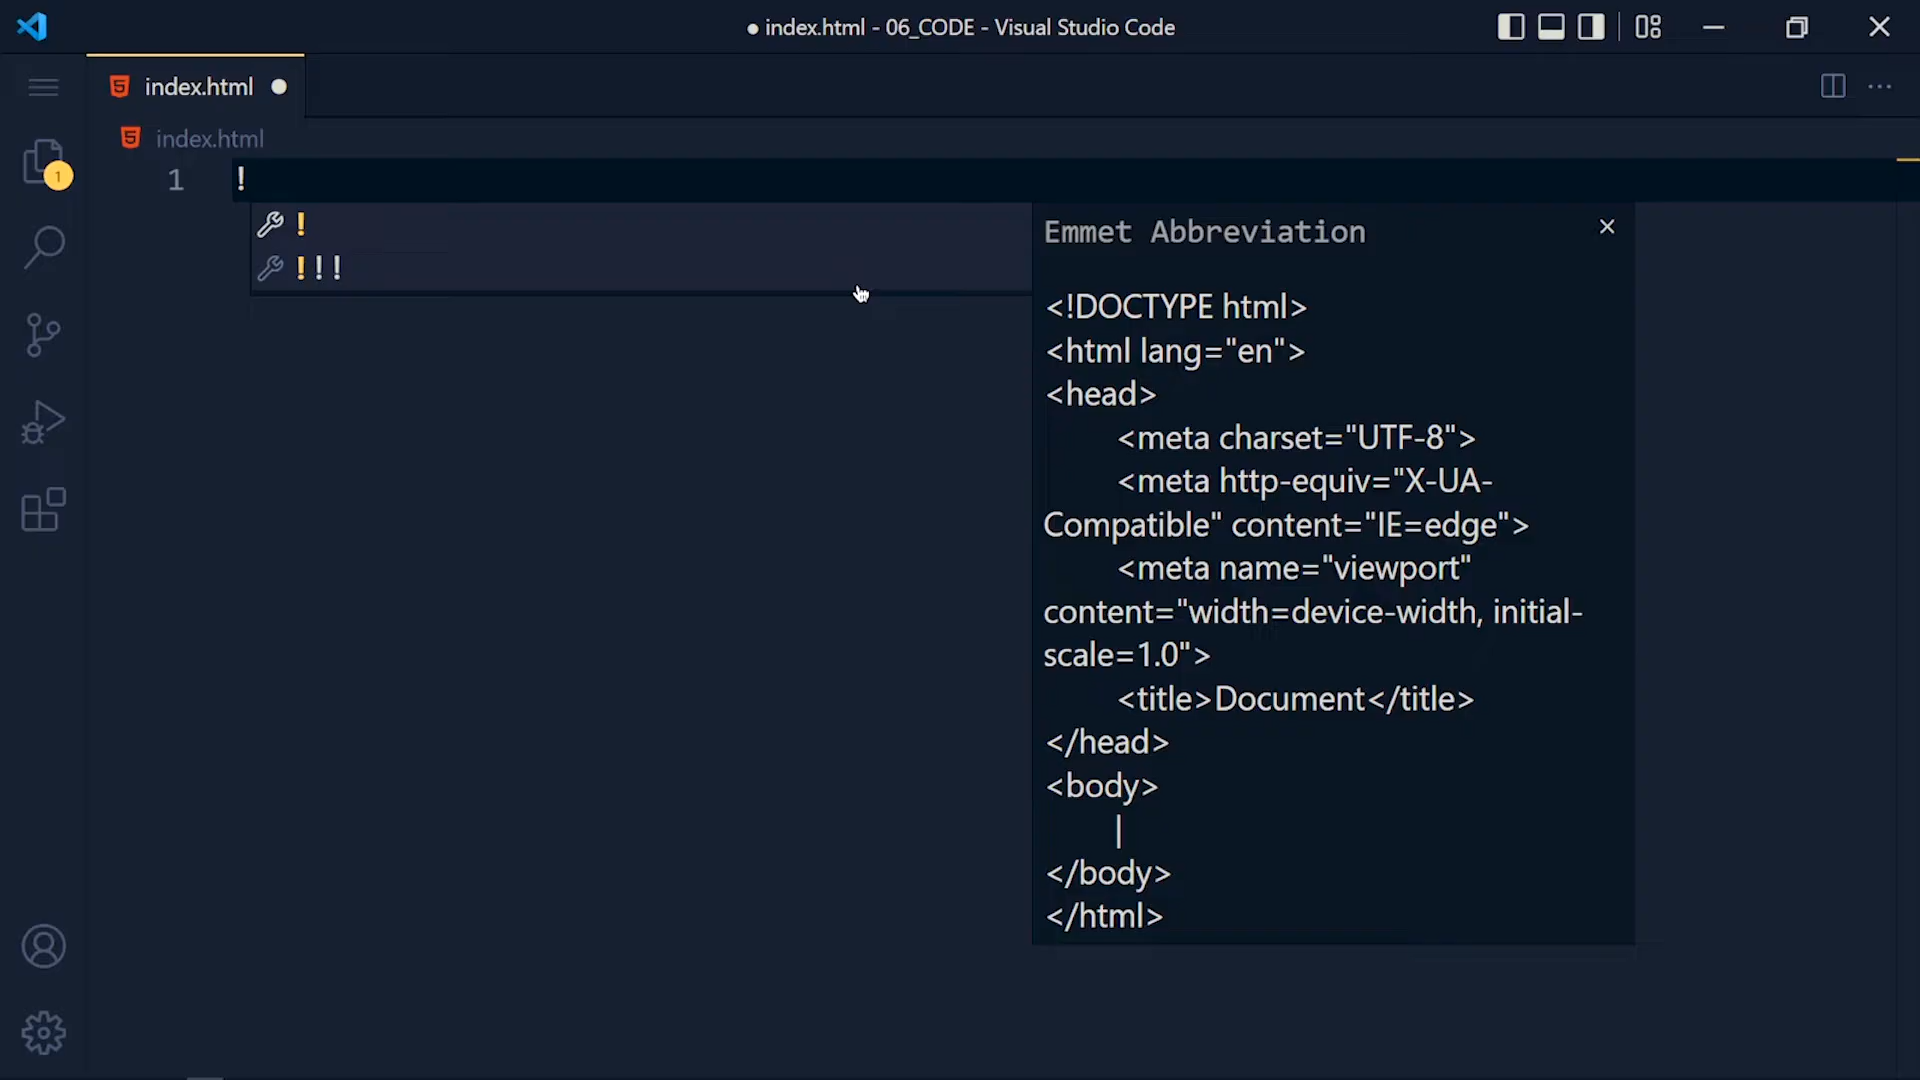 ● index.html - 06_CODE - Visual Studio Code
index.html
index.html
1
1 !
!
!!!
Emmet Abbreviation
<!DOCTYPE html>
<html lang="en">
<head>
<meta charset="UTF-8">
<meta http-equiv="X-UA-
Compatible" content="IE=edge">
<meta name="viewport"
content="width=device-width, initial-
scale=1.0">
<title>Document</title>
</head>
<body>
|
</body>
</html>